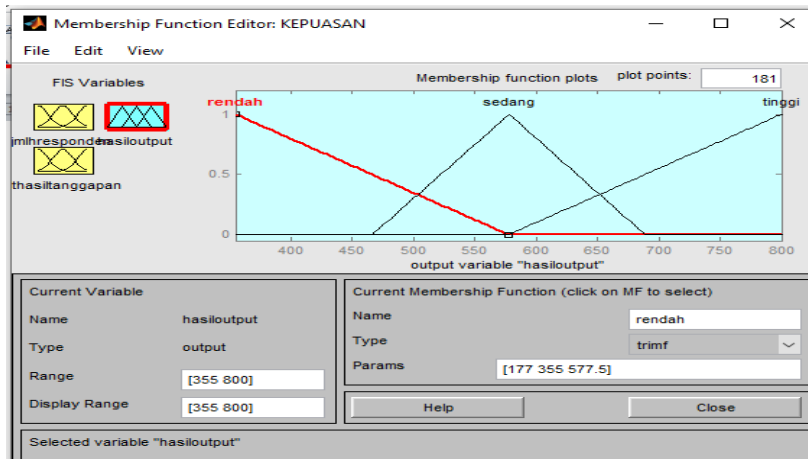 Membership Function Editor: KEPUASAN
File Edit View
FIS Variables
Membership function plots plot points: 181
rendah sedang tinggi
jmlhresponden hasiloutput
thasiltanggapan
1
0.5
0
400 450 500 550 600 650 700 750 800
output variable "hasiloutput"
Current Variable
Name hasiloutput
Type output
Range [355 800]
Display Range [355 800]
Current Membership Function (click on MF to select)
Name rendah
Type trimf
Params [177 355 577.5]
Help Close
Selected variable "hasiloutput"